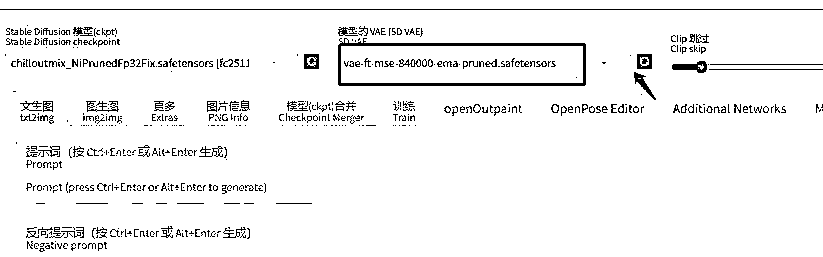 Stable Diffusion 模型(ckpt)
Stable Diffusion checkpoint
chilloutmix_NiPrunedFp32Fix.safetensors [fc2511
模型的 VAE (SD VAE)
SD VAE
vae-ft-mse-840000-ema-pruned.safetensors
Clip 跳过
Clip skip
文生图 图生图 更多 图片信息 模型(ckpt)合并 训练
txt2img img2img Extras PNG Info Checkpoint Merger Train openOutpaint OpenPose Editor Additional Networks M
提示词（按 Ctrl+Enter 或 Alt+Enter 生成）
Prompt
Prompt (press Ctrl+Enter or Alt+Enter to generate)
反向提示词（按 Ctrl+Enter 或 Alt+Enter 生成）
Negative prompt